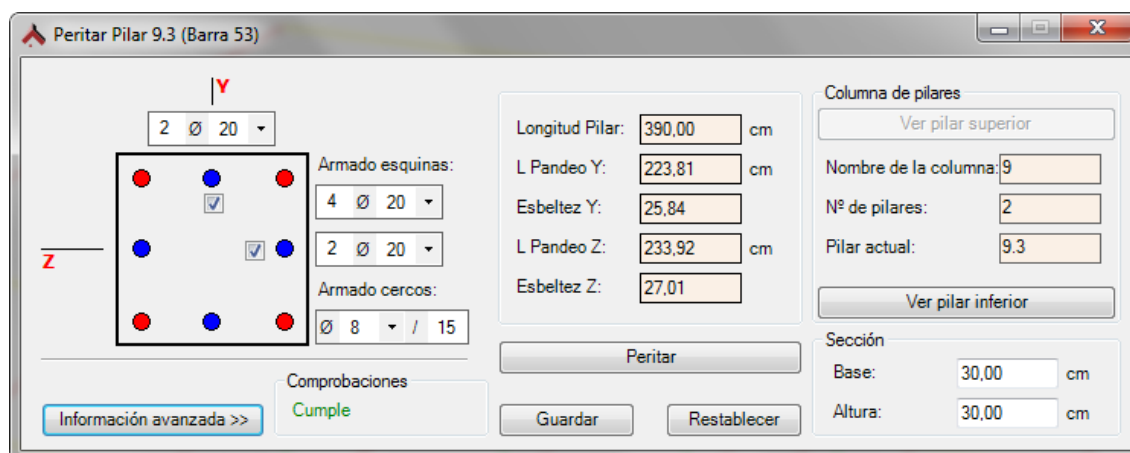 Peritar Pilar 9.3 (Barra 53)
Y
2 Ø 20
Armado esquinas:
4 Ø 20
2 Ø 20
Z
Armado cercos:
Ø 8 / 15
Comprobaciones
Cumple
Información avanzada >>
Longitud Pilar: 390,00 cm
L Pandeo Y: 223,81 cm
Esbeltez Y: 25,84
L Pandeo Z: 233,92 cm
Esbeltez Z: 27,01
Peritar
Guardar Restablecer
Columna de pilares
Ver pilar superior
Nombre de la columna: 9
Nº de pilares: 2
Pilar actual: 9.3
Ver pilar inferior
Sección
Base: 30,00 cm
Altura: 30,00 cm